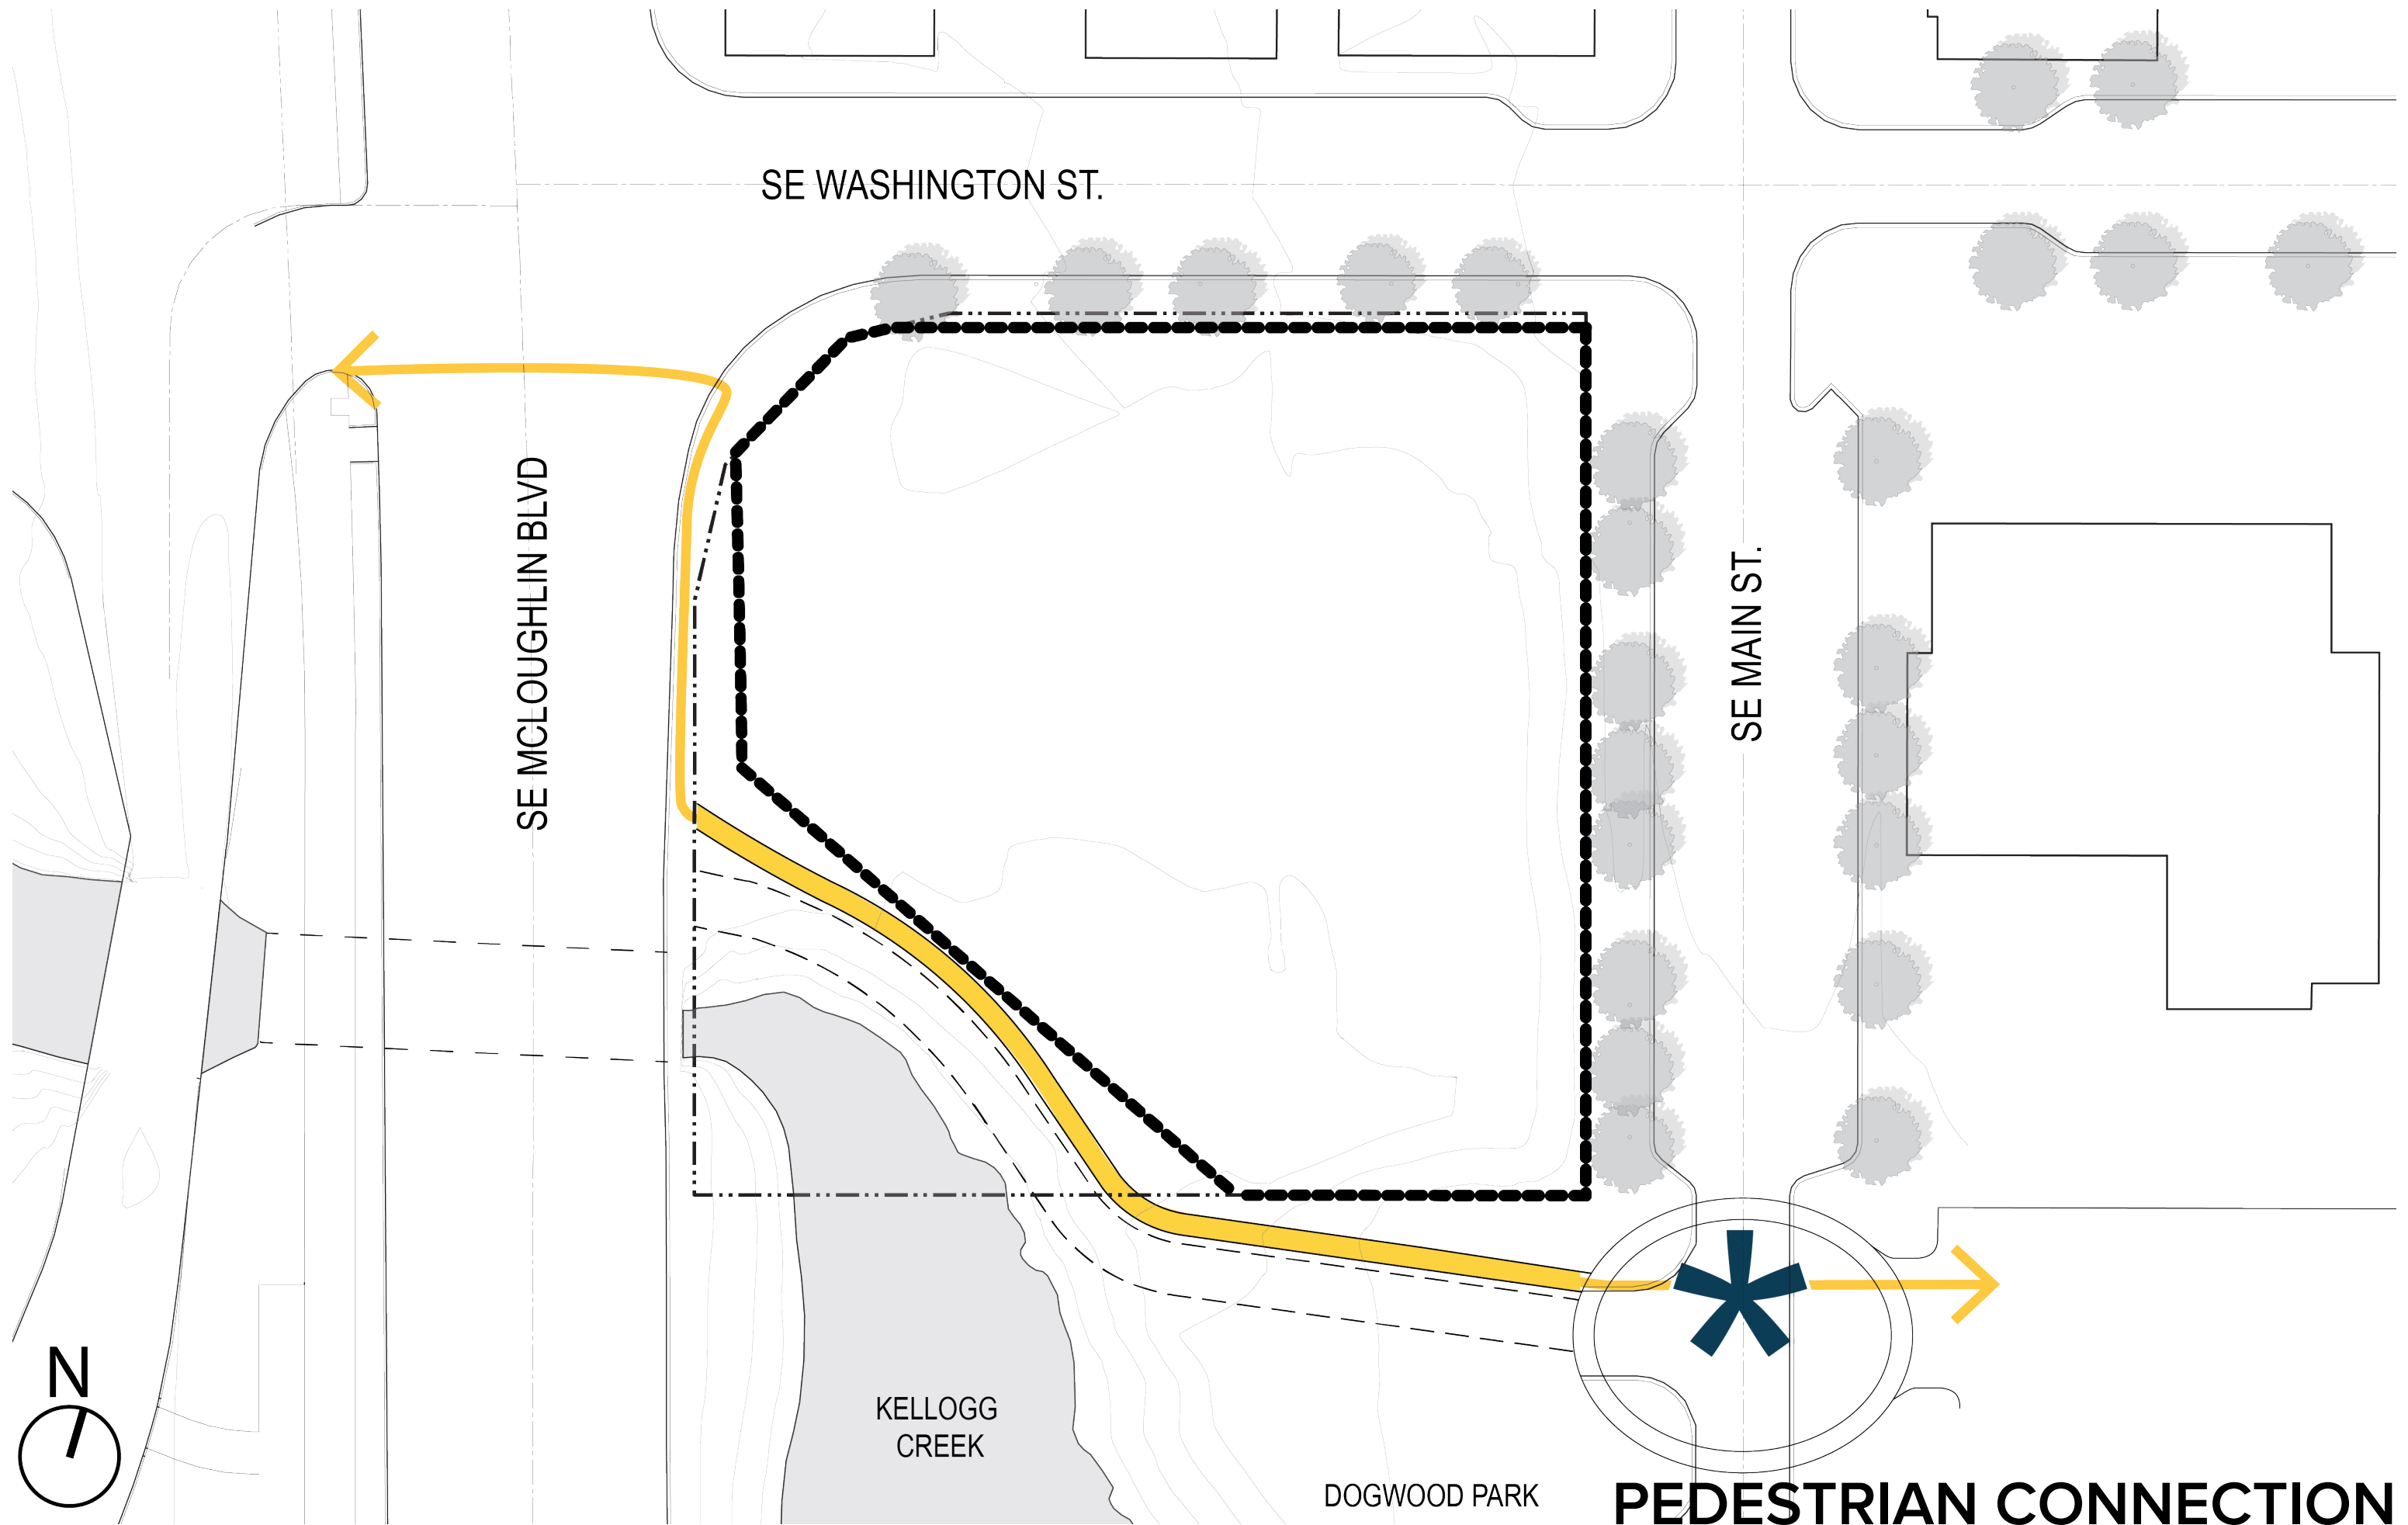 SE WASHINGTON ST.
SE MCLOUGHLIN BLVD
SE MAIN ST.
N
KELLOGG
CREEK
DOGWOOD PARK
PEDESTRIAN CONNECTION